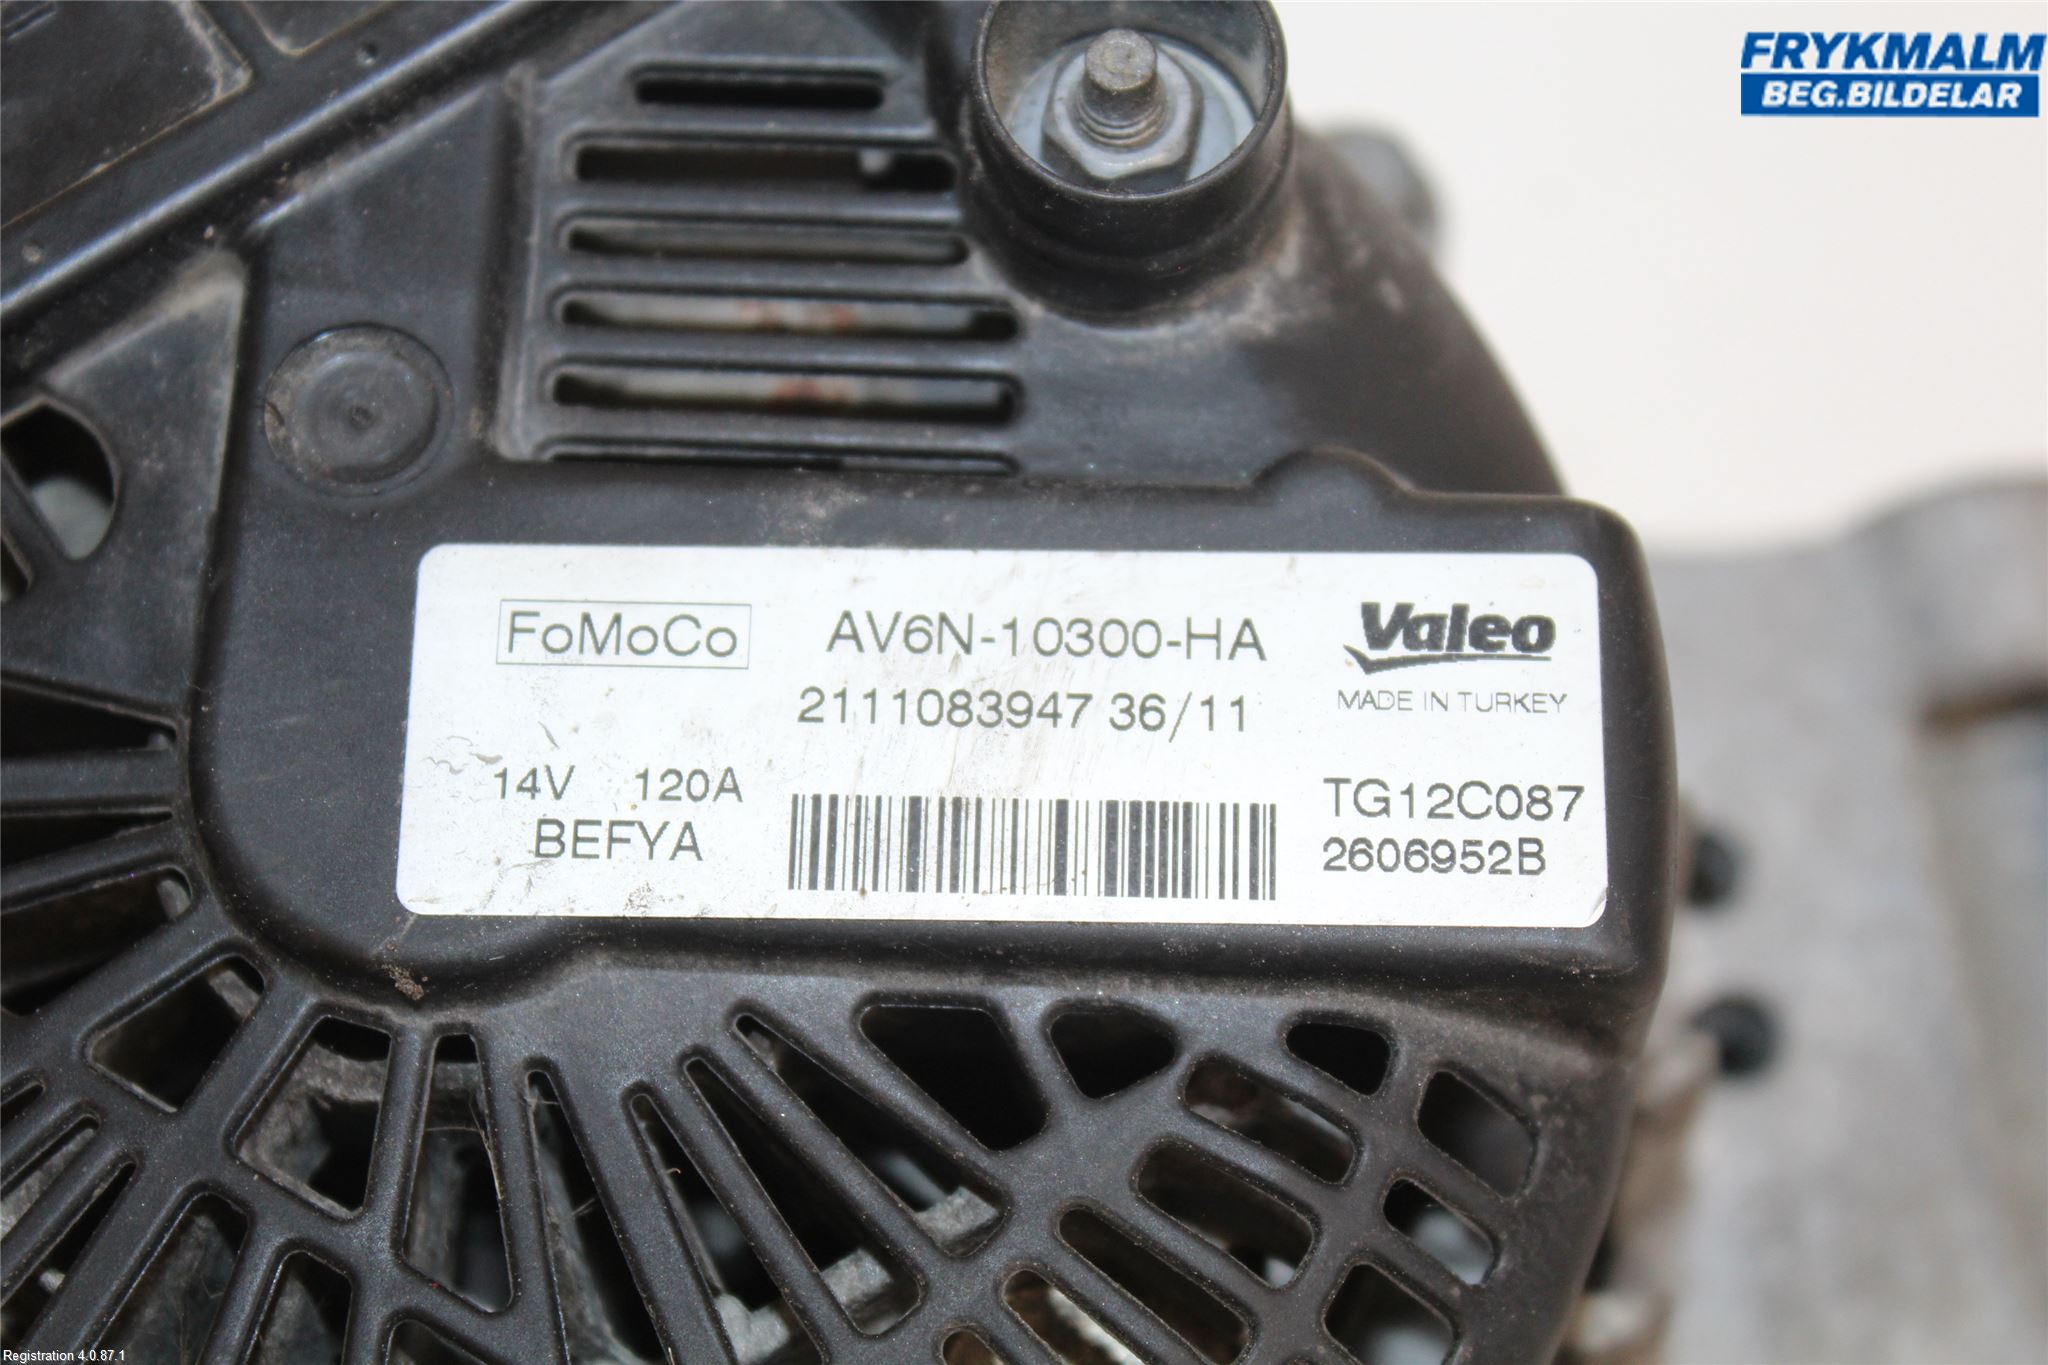 FRYKMALM
BEG.BILDELAR
FoMoCo
AV6N-10300-HA
Valeo
2111083947 36/11
MADE IN TURKEY
14V 120A
TG12C087
BEFYA
2606952B
Registration 4.0.87.1